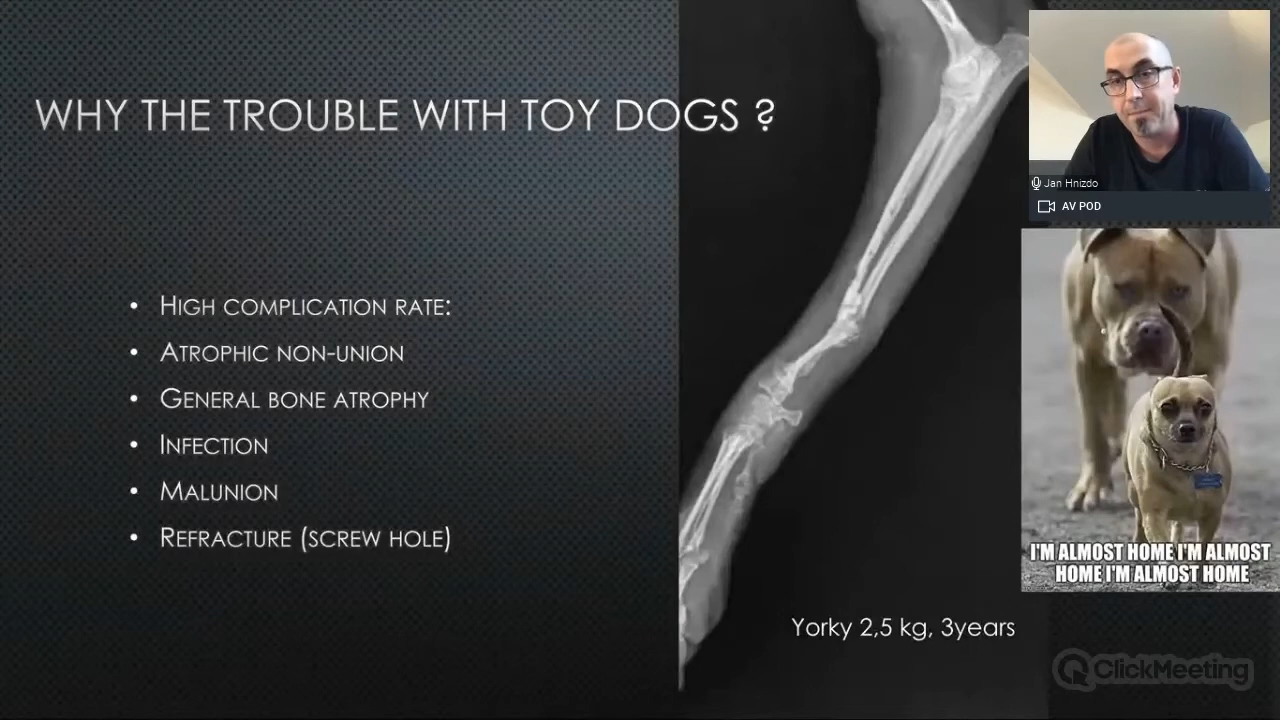 WHY THE TROUBLE WITH TOY DOGS ?
• HIGH COMPLICATION RATE:
• ATROPHIC NON-UNION
• GENERAL BONE ATROPHY
• INFECTION
• MALUNION
• REFRACTURE (SCREW HOLE)
Yorky 2,5 kg, 3years
Jan Hnizdo
AV POD
I'M ALMOST HOME I'M ALMOST
HOME I'M ALMOST HOME
ClickMeeting